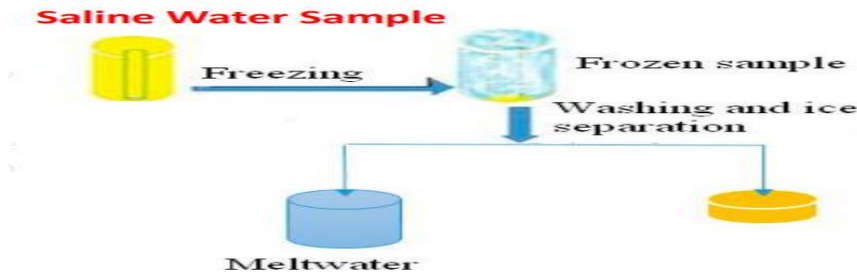 Saline Water Sample
Freezing
Frozen sample
Washing and ice
separation
Meltwater